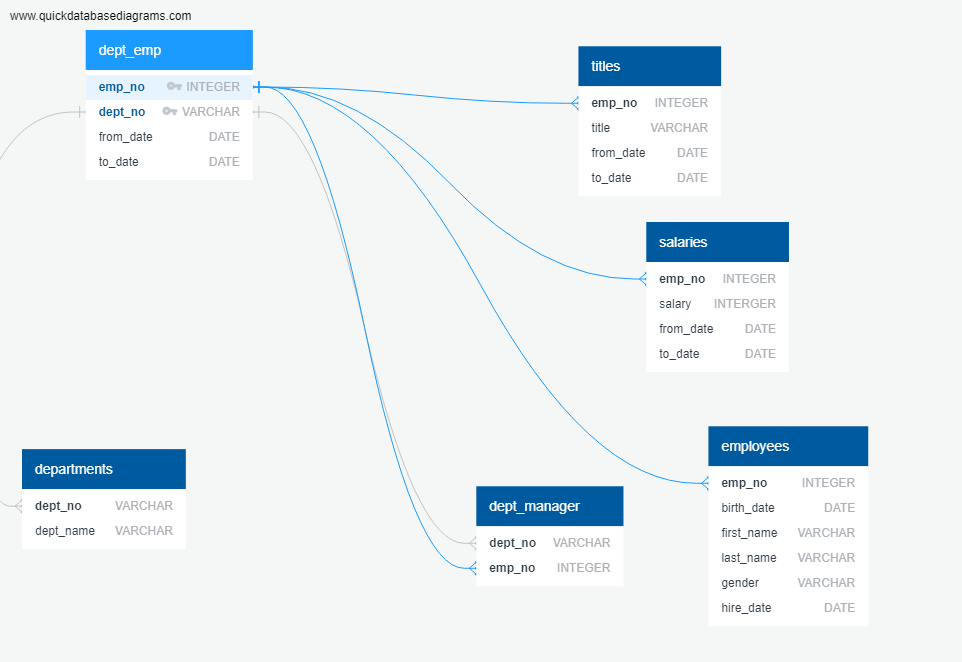 www.quickdatabasediagrams.com
dept_emp
emp_no INTEGER
dept_no VARCHAR
from_date DATE
to_date DATE
titles
emp_no INTEGER
title VARCHAR
from_date DATE
to_date DATE
salaries
emp_no INTEGER
salary INTERGER
from_date DATE
to_date DATE
employees
emp_no INTEGER
birth_date DATE
first_name VARCHAR
last_name VARCHAR
gender VARCHAR
hire_date DATE
departments
dept_no VARCHAR
dept_name VARCHAR
dept_manager
dept_no VARCHAR
emp_no INTEGER